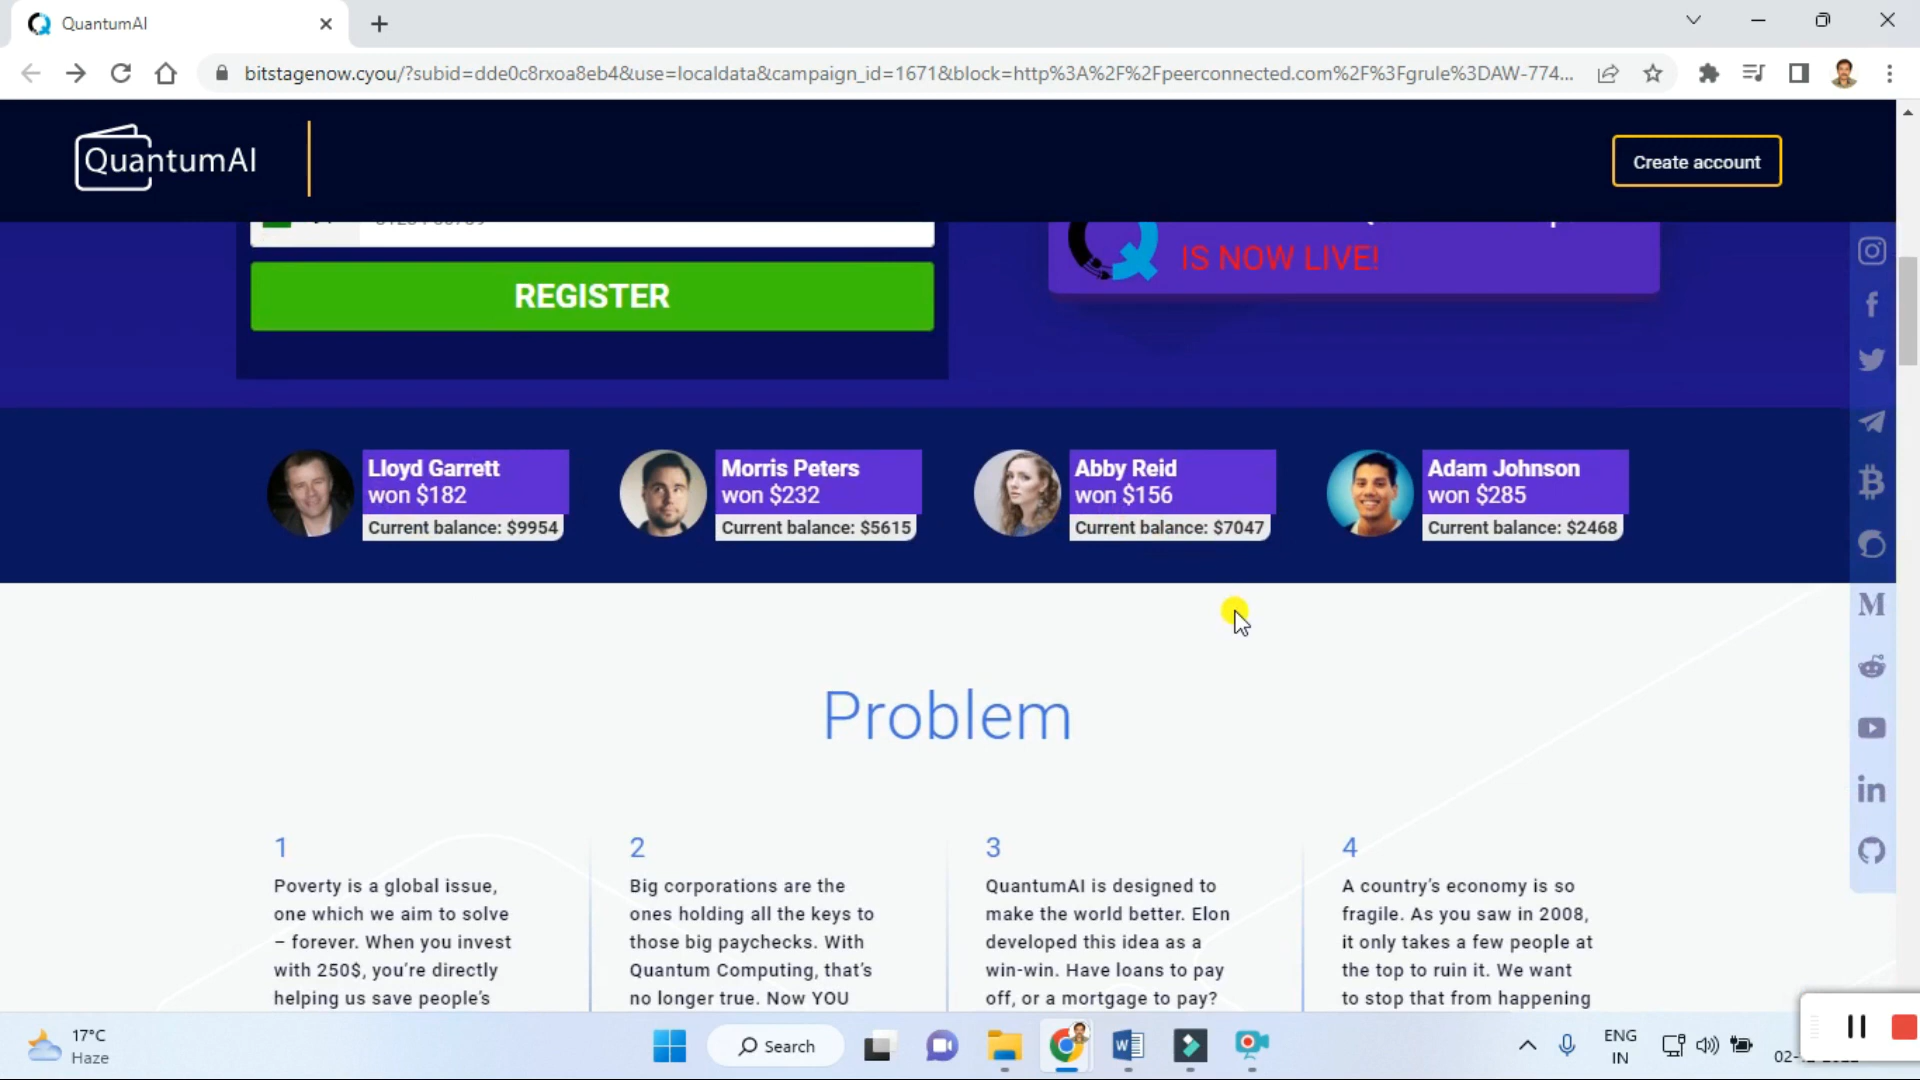 QuantumAI
bitstagenow.cyou/?subid=dde0c8rxoa8eb4&use=localdata&campaign_id=1671&block=http%3A%2F%2Fpeerconnected.com%2F%3Fgrule%3DAW-774...
QuantumAI
Create account
IS NOW LIVE!
REGISTER
Lloyd Garrett
won $182
Current balance: $9954
Morris Peters
won $232
Current balance: $5615
Abby Reid
won $156
Current balance: $7047
Adam Johnson
won $285
Current balance: $2468
Problem
1
Poverty is a global issue,
one which we aim to solve
– forever. When you invest
with 250$, you’re directly
helping us save people’s
2
Big corporations are the
ones holding all the keys to
those big paychecks. With
Quantum Computing, that’s
no longer true. Now YOU
3
QuantumAI is designed to
make the world better. Elon
developed this idea as a
win-win. Have loans to pay
off, or a mortgage to pay?
4
A country’s economy is so
fragile. As you saw in 2008,
it only takes a few people at
the top to ruin it. We want
to stop that from happening
17°C
Haze
Search
ENG
IN